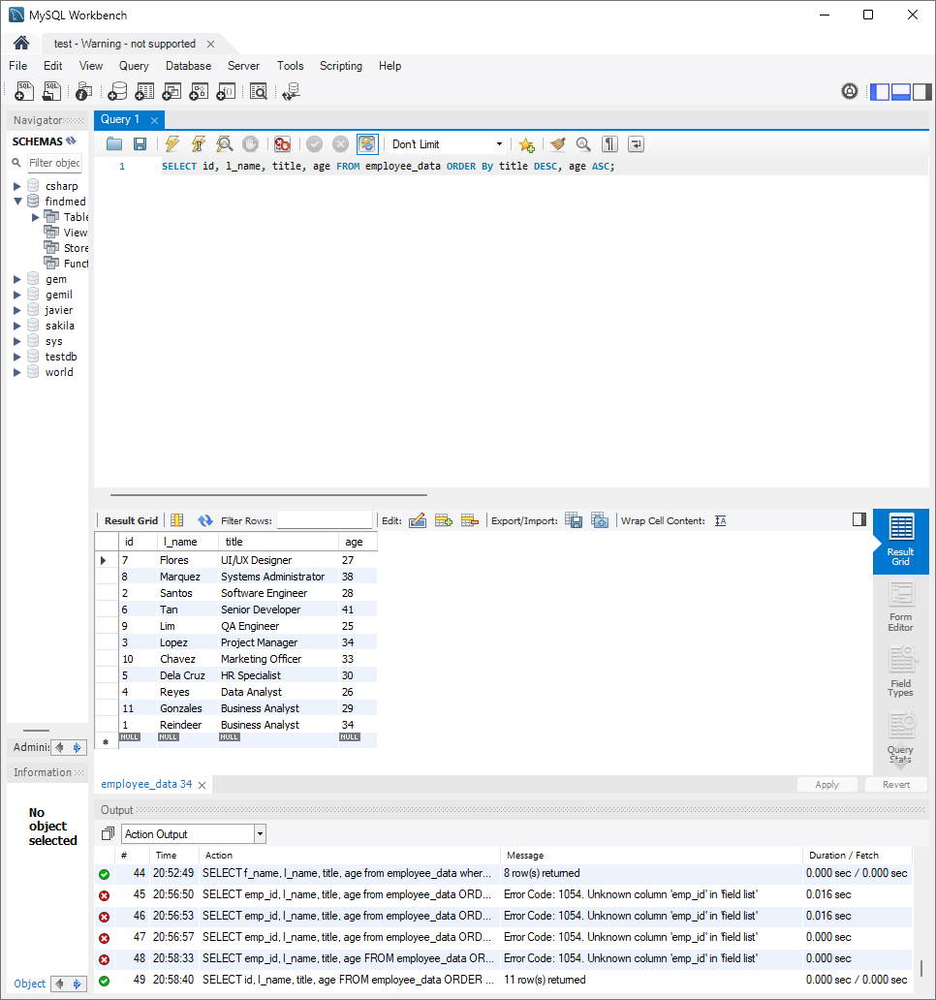 MySQL Workbench
test - Warning - not supported
File Edit View Query Database Server Tools Scripting Help
Navigator
Query 1
SCHEMAS
Don't Limit
Filter objec
1 SELECT id, l_name, title, age FROM employee_data ORDER By title DESC, age ASC;
csharp
findmed
Table
Views
Store
Funct
gem
gemil
javier
sakila
sys
testdb
world
Result Grid Filter Rows: Edit: Export/Import: Wrap Cell Content:
id l_name title age
7 Flores UI/UX Designer 27
8 Marquez Systems Administrator 38
2 Santos Software Engineer 28
6 Tan Senior Developer 41
9 Lim QA Engineer 25
3 Lopez Project Manager 34
10 Chavez Marketing Officer 33
5 Dela Cruz HR Specialist 30
4 Reyes Data Analyst 26
11 Gonzales Business Analyst 29
1 Reindeer Business Analyst 34
NULL NULL NULL NULL
Result
Grid
Form
Editor
Field
Types
Query
Stats
Adminis
Information
employee_data 34
Apply Revert
No
object
selected
Object
Output
Action Output
# Time Action Message Duration / Fetch
44 20:52:49 SELECT f_name, l_name, title, age from employee_data wher... 8 row(s) returned 0.000 sec / 0.000 sec
45 20:56:50 SELECT emp_id, l_name, title, age from employee_data ORD... Error Code: 1054. Unknown column 'emp_id' in 'field list' 0.016 sec
46 20:56:53 SELECT emp_id, l_name, title, age from employee_data ORD... Error Code: 1054. Unknown column 'emp_id' in 'field list' 0.016 sec
47 20:56:57 SELECT emp_id, l_name, title, age from employee_data ORD... Error Code: 1054. Unknown column 'emp_id' in 'field list' 0.000 sec
48 20:58:33 SELECT emp_id, l_name, title, age FROM employee_data OR... Error Code: 1054. Unknown column 'emp_id' in 'field list' 0.000 sec
49 20:58:40 SELECT id, l_name, title, age FROM employee_data ORDER ... 11 row(s) returned 0.000 sec / 0.000 sec